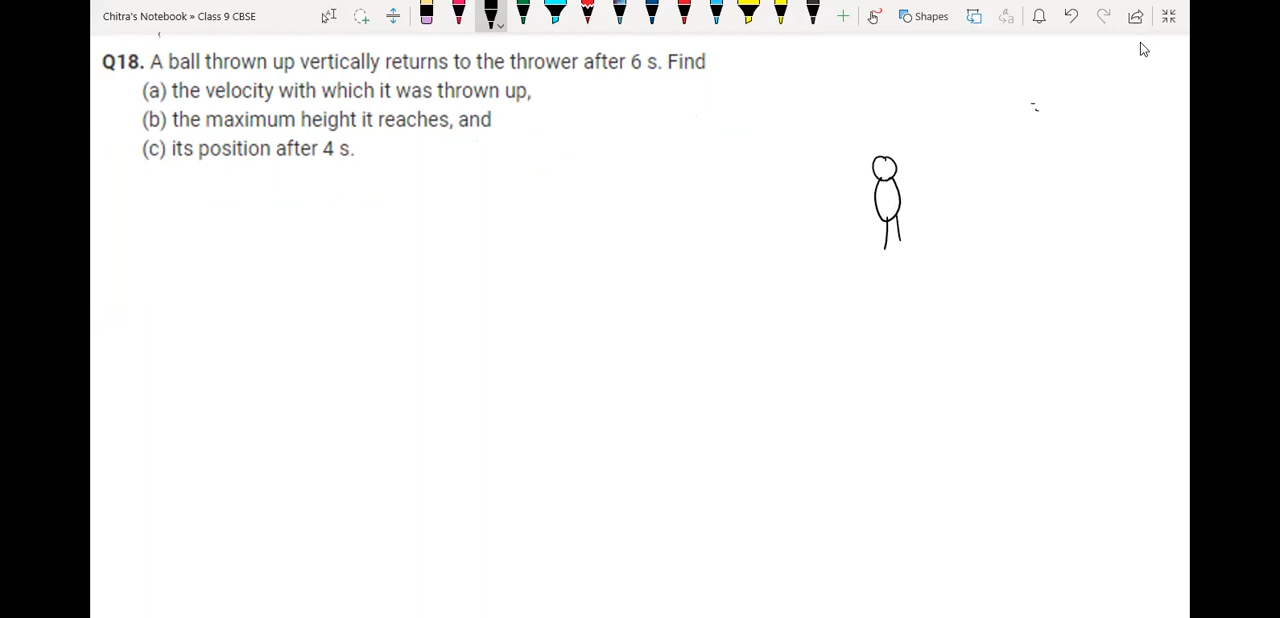 Chitra's Notebook » Class 9 CBSE
Shapes
Q18. A ball thrown up vertically returns to the thrower after 6 s. Find
(a) the velocity with which it was thrown up,
(b) the maximum height it reaches, and
(c) its position after 4 s.